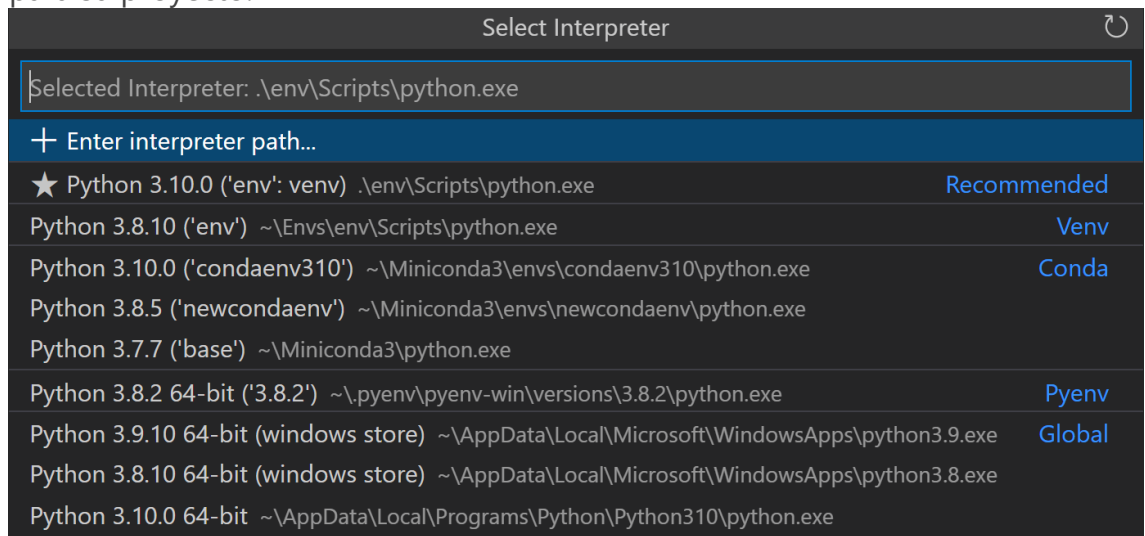 Select Interpreter
Selected Interpreter: .\env\Scripts\python.exe
+ Enter interpreter path...
★ Python 3.10.0 ('env': venv) .\env\Scripts\python.exe Recommended
Python 3.8.10 ('env') ~\Envs\env\Scripts\python.exe Venv
Python 3.10.0 ('condaenv310') ~\Miniconda3\envs\condaenv310\python.exe Conda
Python 3.8.5 ('newcondaenv') ~\Miniconda3\envs\newcondaenv\python.exe
Python 3.7.7 ('base') ~\Miniconda3\python.exe
Python 3.8.2 64-bit ('3.8.2') ~\.pyenv\pyenv-win\versions\3.8.2\python.exe Pyenv
Python 3.9.10 64-bit (windows store) ~\AppData\Local\Microsoft\WindowsApps\python3.9.exe Global
Python 3.8.10 64-bit (windows store) ~\AppData\Local\Microsoft\WindowsApps\python3.8.exe
Python 3.10.0 64-bit ~\AppData\Local\Programs\Python\Python310\python.exe